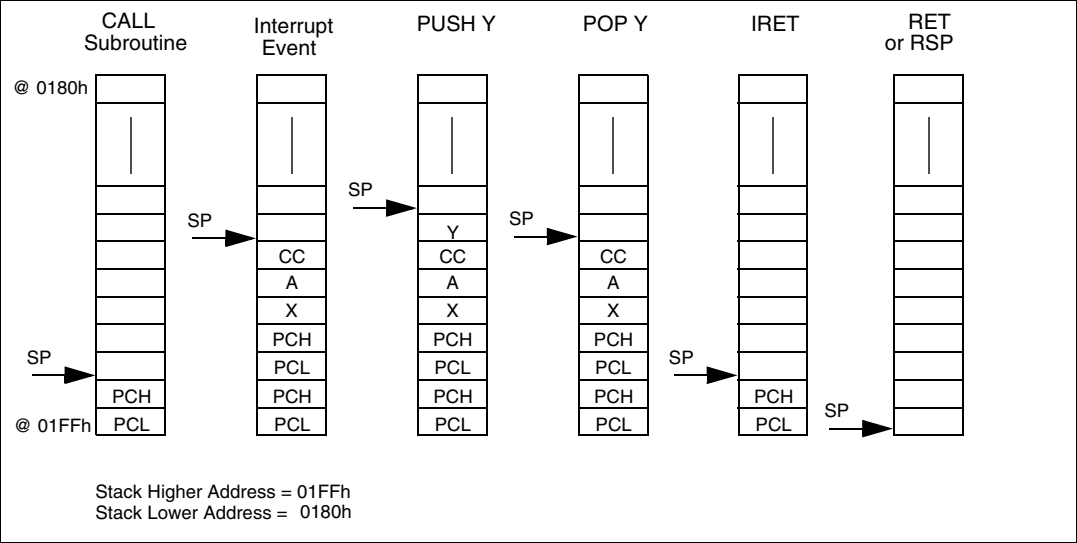 CALL
Subroutine
Interrupt
Event
PUSH Y
POP Y
IRET
RET
or RSP
@ 0180h
SP
PCH
@ 01FFh
PCL
SP
CC
A
X
PCH
PCL
PCH
PCL
SP
Y
CC
A
X
PCH
PCL
PCH
PCL
SP
CC
A
X
PCH
PCL
PCH
PCL
SP
PCH
PCL
SP
Stack Higher Address = 01FFh
Stack Lower Address = 0180h